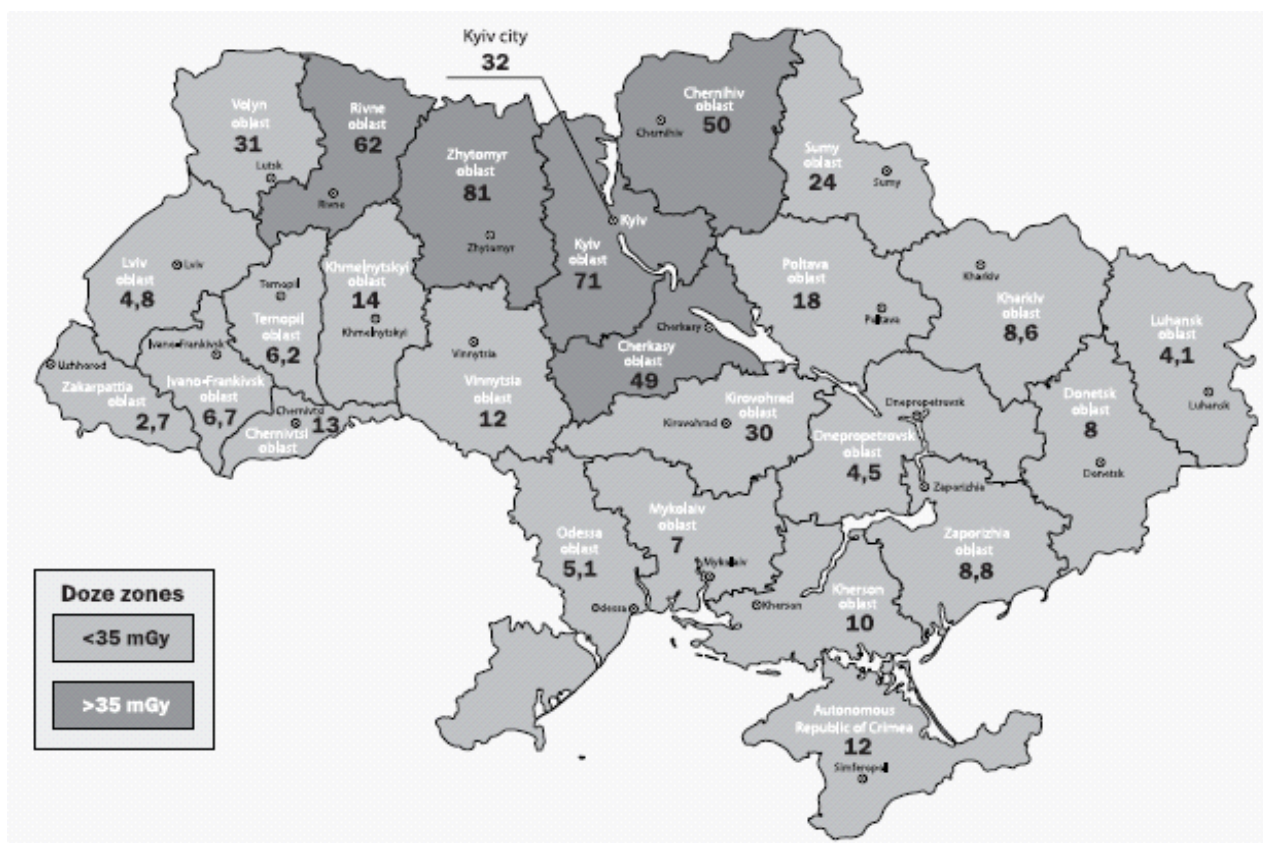 Kyiv city
32
Volyn
oblast
31
Lutsk
Rivne
oblast
62
Rivne
Zhytomyr
oblast
81
Zhytomyr
Kyiv
Kyiv
oblast
71
Chernihiv
oblast
50
Chernihiv
Sumy
oblast
24
Sumy
Lviv
oblast
4,8
Lviv
Ternopil
Ternopil
oblast
6,2
Khmelnytskyi
oblast
14
Khmelnytskyi
Vinnytsia
Vinnytsia
oblast
12
Cherkasy
Cherkasy
oblast
49
Poltava
oblast
18
Poltava
Kharkiv
Kharkiv
oblast
8,6
Luhansk
oblast
4,1
Luhansk
Uzhhorod
Zakarpattia
oblast
2,7
Ivano-Frankivsk
Ivano-Frankivsk
oblast
6,7
Chernivtsi
13
Chernivtsi
oblast
Kirovohrad
oblast
30
Kirovohrad
Dnepropetrovsk
Dnepropetrovsk
oblast
4,5
Donetsk
oblast
8
Donetsk
Zaporizhia
Zaporizhia
oblast
8,8
Odessa
oblast
5,1
Odessa
Mykolaiv
oblast
7
Mykolaiv
Kherson
Kherson
oblast
10
Autonomous
Republic of Crimea
12
Simferopol
Doze zones
<35 mGy
>35 mGy